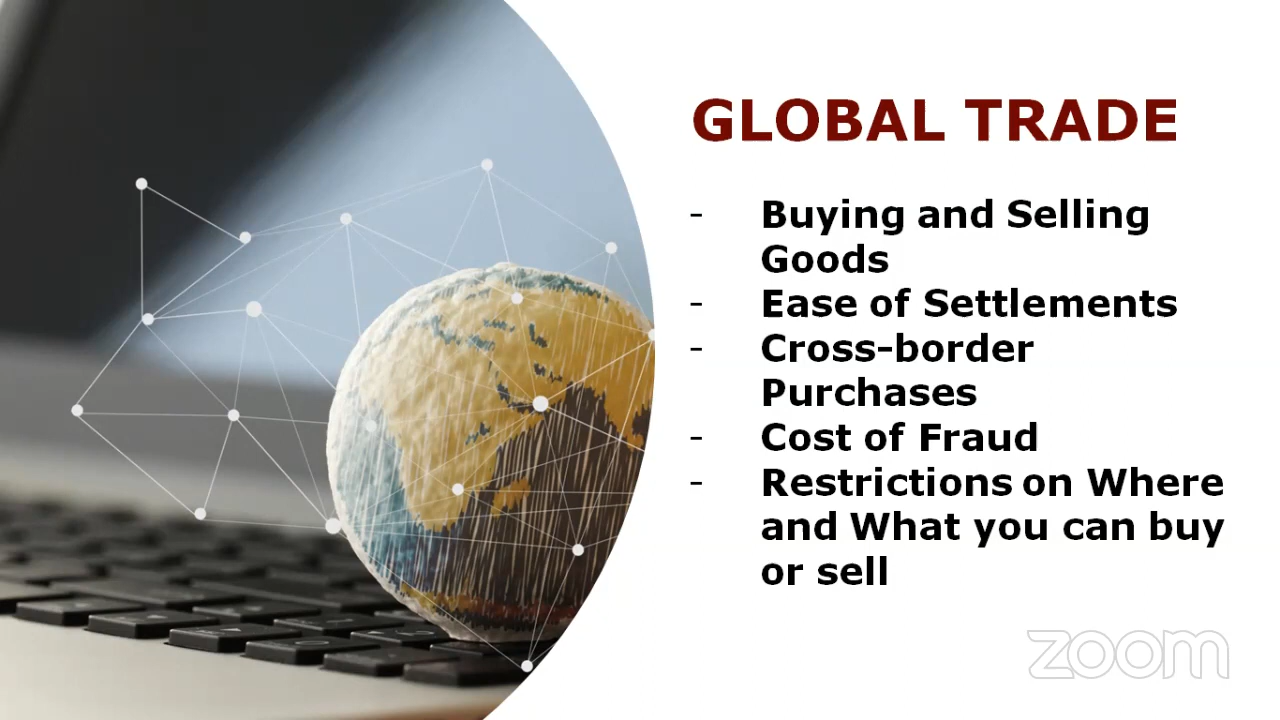 GLOBAL TRADE
- Buying and Selling
Goods
- Ease of Settlements
- Cross-border
Purchases
- Cost of Fraud
- Restrictions on Where
and What you can buy
or sell
zoom